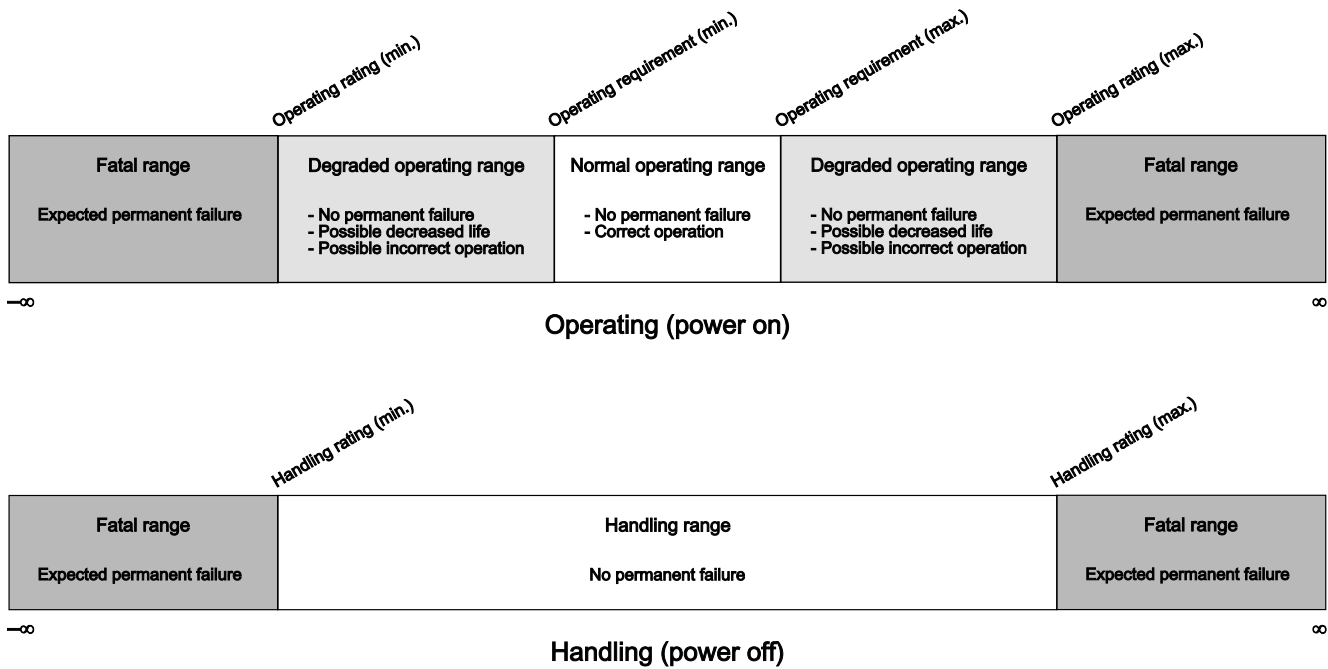 Operating rating (min.)
Operating requirement (min.)
Operating requirement (max.)
Operating rating (max.)
Fatal range
Expected permanent failure
Degraded operating range
- No permanent failure
- Possible decreased life
- Possible incorrect operation
Normal operating range
- No permanent failure
- Correct operation
Degraded operating range
- No permanent failure
- Possible decreased life
- Possible incorrect operation
Fatal range
Expected permanent failure
–∞
∞
Operating (power on)
Handling rating (min.)
Handling rating (max.)
Fatal range
Expected permanent failure
Handling range
No permanent failure
Fatal range
Expected permanent failure
–∞
∞
Handling (power off)